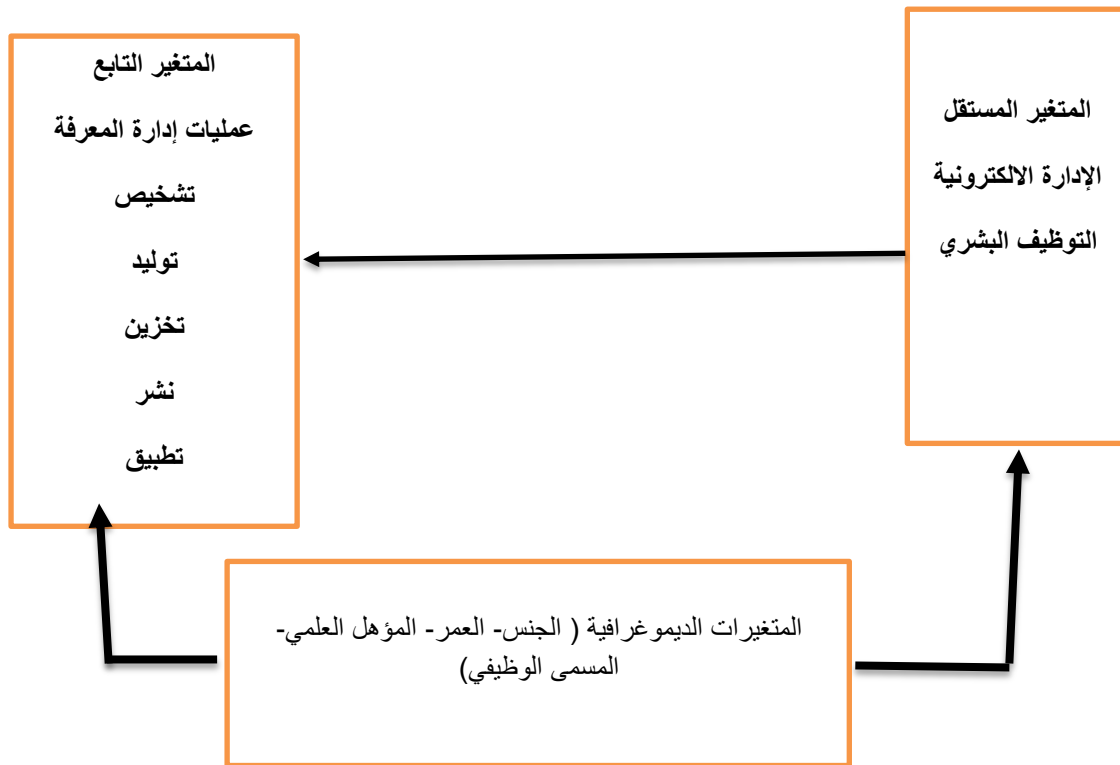 المتغير المستقل
الإدارة الالكترونية
التوظيف البشري
المتغير التابع
عمليات إدارة المعرفة
تشخيص
توليد
تخزين
نشر
تطبيق
المتغيرات الديموغرافية ( الجنس- العمر- المؤهل العلمي-
المسمى الوظيفي)